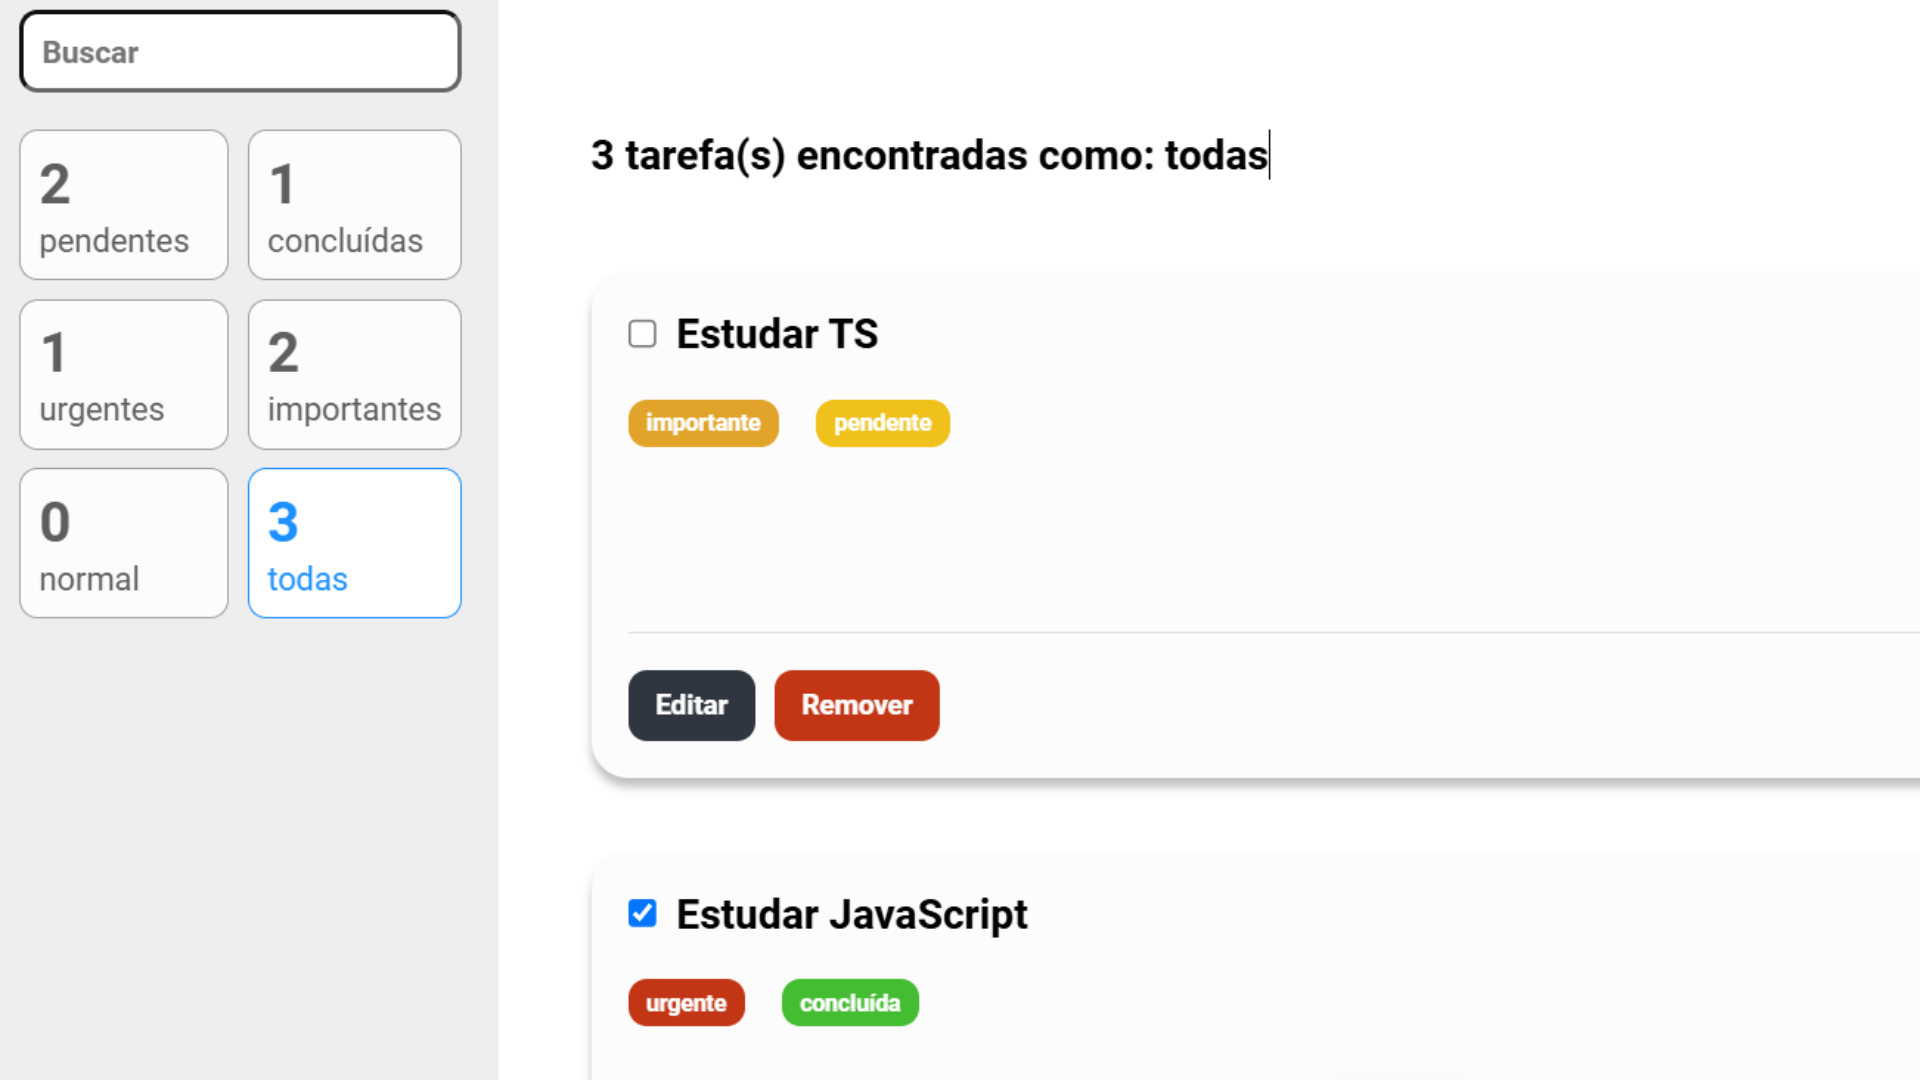 Buscar
2
pendentes
1
concluídas
1
urgentes
2
importantes
0
normal
3
todas
3 tarefa(s) encontradas como: todas
Estudar TS
importante pendente
Editar Remover
Estudar JavaScript
urgente concluída